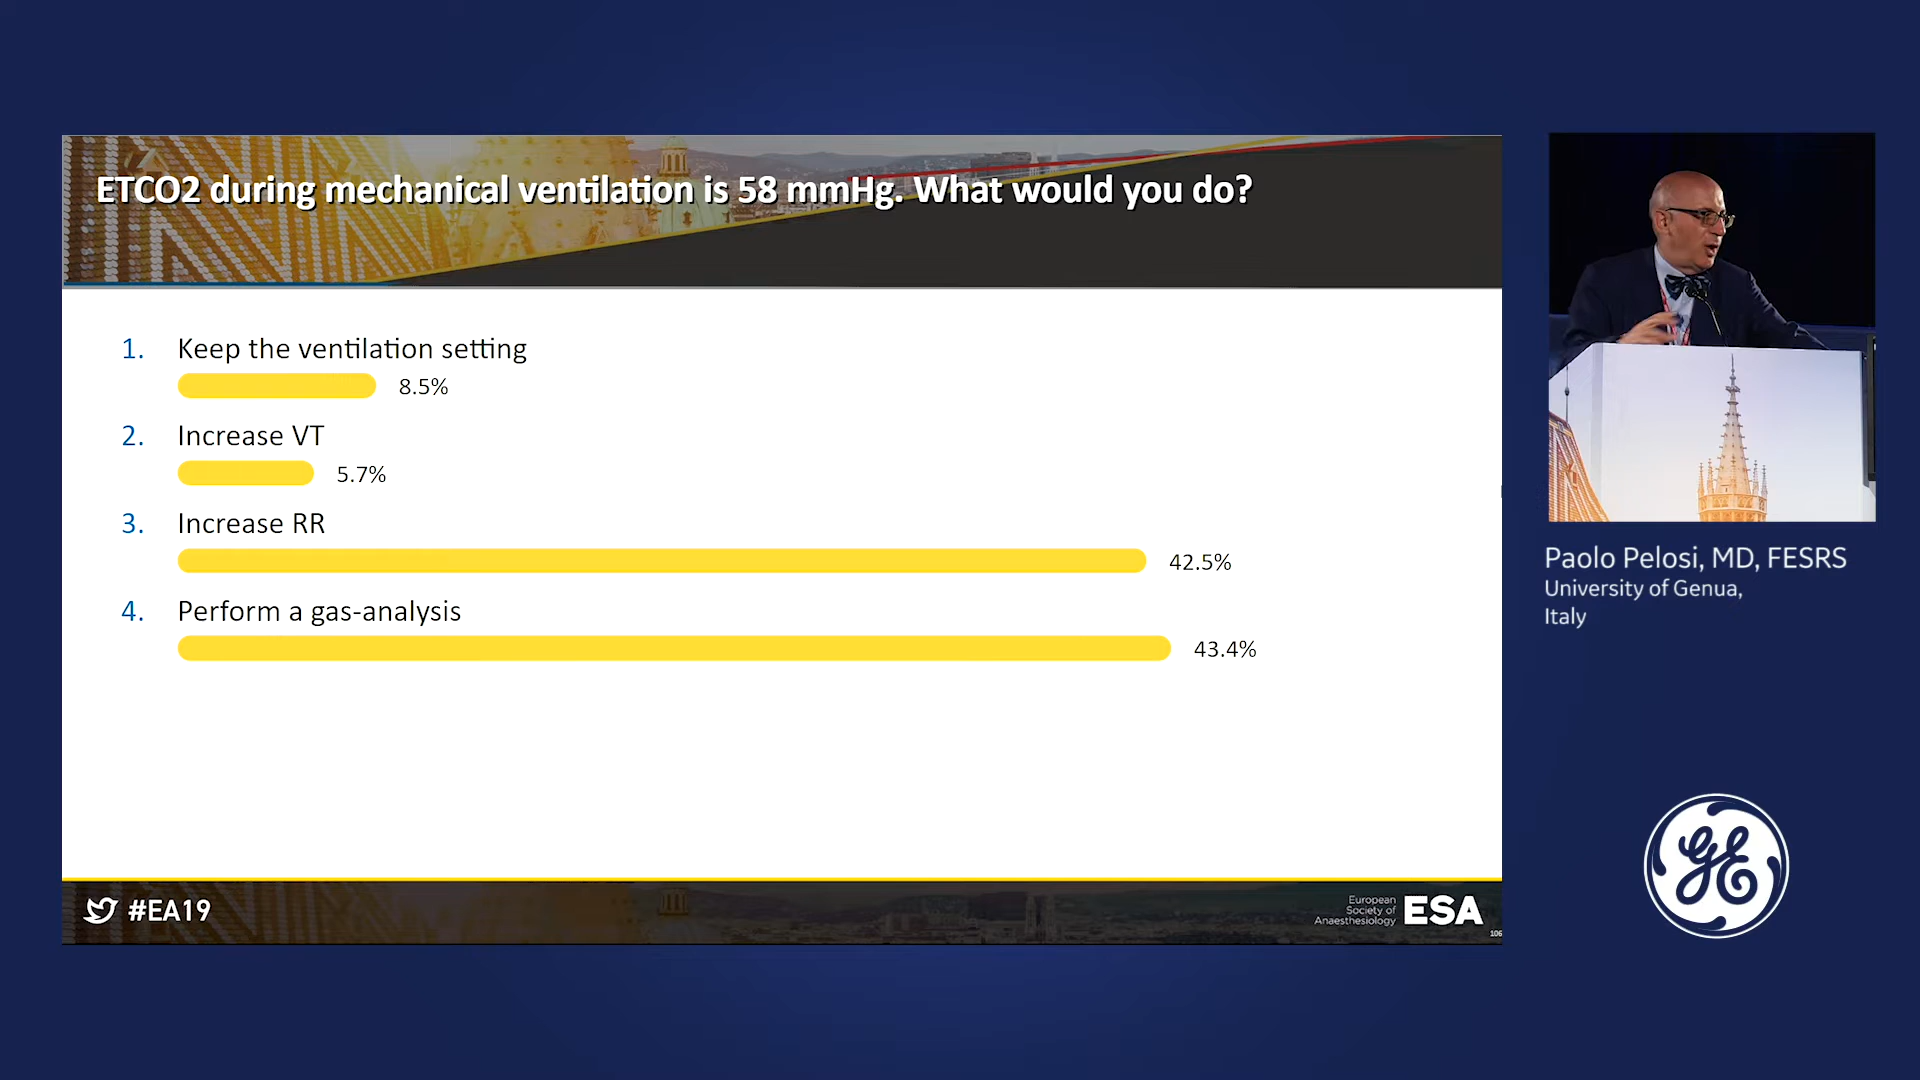 ETCO2 during mechanical ventilation is 58 mmHg. What would you do?
1. Keep the ventilation setting
8.5%
2. Increase VT
5.7%
3. Increase RR
42.5%
4. Perform a gas-analysis
43.4%
#EA19
European
Society of
Anaesthesiology
ESA
106
Paolo Pelosi, MD, FESRS
University of Genua,
Italy
GE